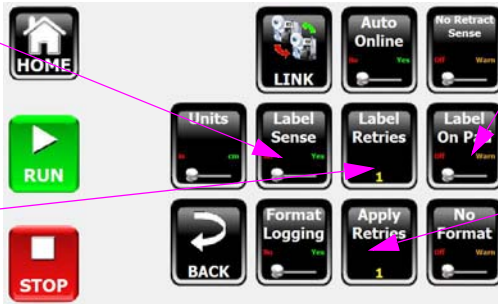 HOME
LINK
Auto
Online
No Yes
No Retract
Sense
Off Warn
RUN
Units
in cm
Label
Sense
No Yes
Label
Retries
1
Label
On Pad
Off Warn
STOP
BACK
Format
Logging
No Yes
Apply
Retries
1
No
Format
Off Warn